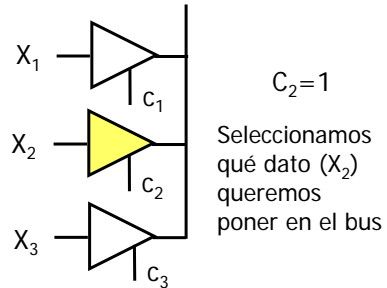 X₁
C₁
X₂
C₂
X₃
C₃
C₂=1
Seleccionamos
qué dato (X₂)
queremos
poner en el bus